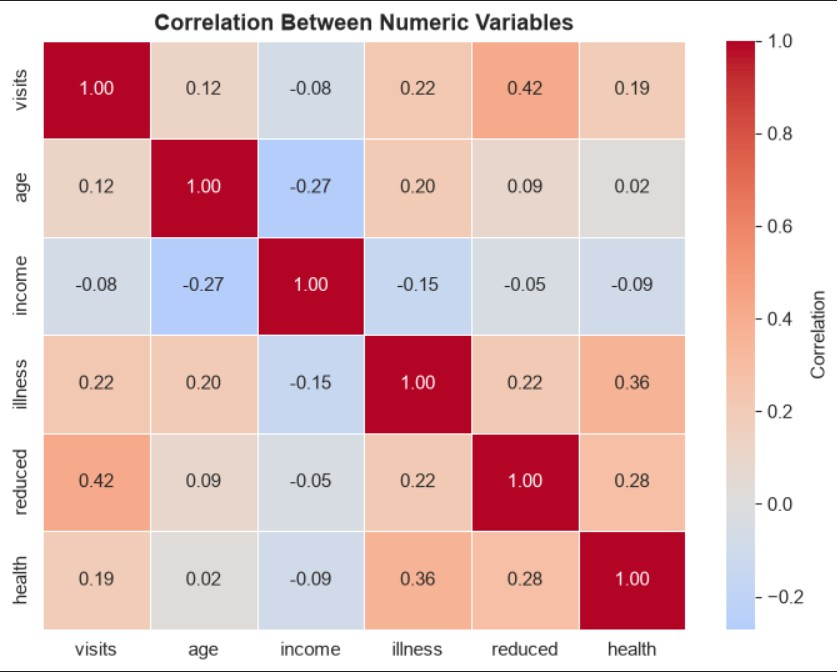 Correlation Between Numeric Variables
visits 1.00 0.12 -0.08 0.22 0.42 0.19
age 0.12 1.00 -0.27 0.20 0.09 0.02
income -0.08 -0.27 1.00 -0.15 -0.05 -0.09
illness 0.22 0.20 -0.15 1.00 0.22 0.36
reduced 0.42 0.09 -0.05 0.22 1.00 0.28
health 0.19 0.02 -0.09 0.36 0.28 1.00
visits age income illness reduced health
1.0
0.8
0.6
0.4
0.2
0.0
−0.2
Correlation